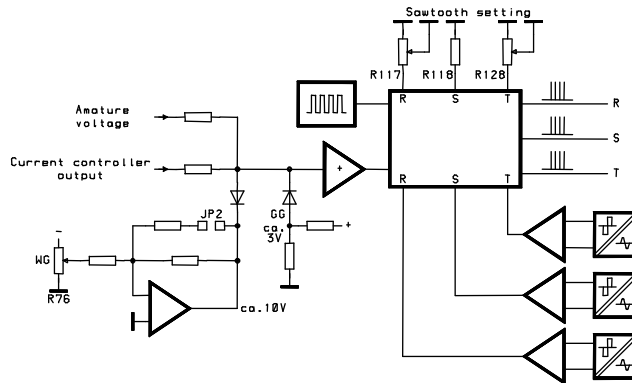 Sawtooth setting
R117 R118 R128
R S T
R
S
T
Amature
voltage
Current controller
output
+
R S T
JP2
GG
ca.
3V
+
-
WG
R76
ca.10V